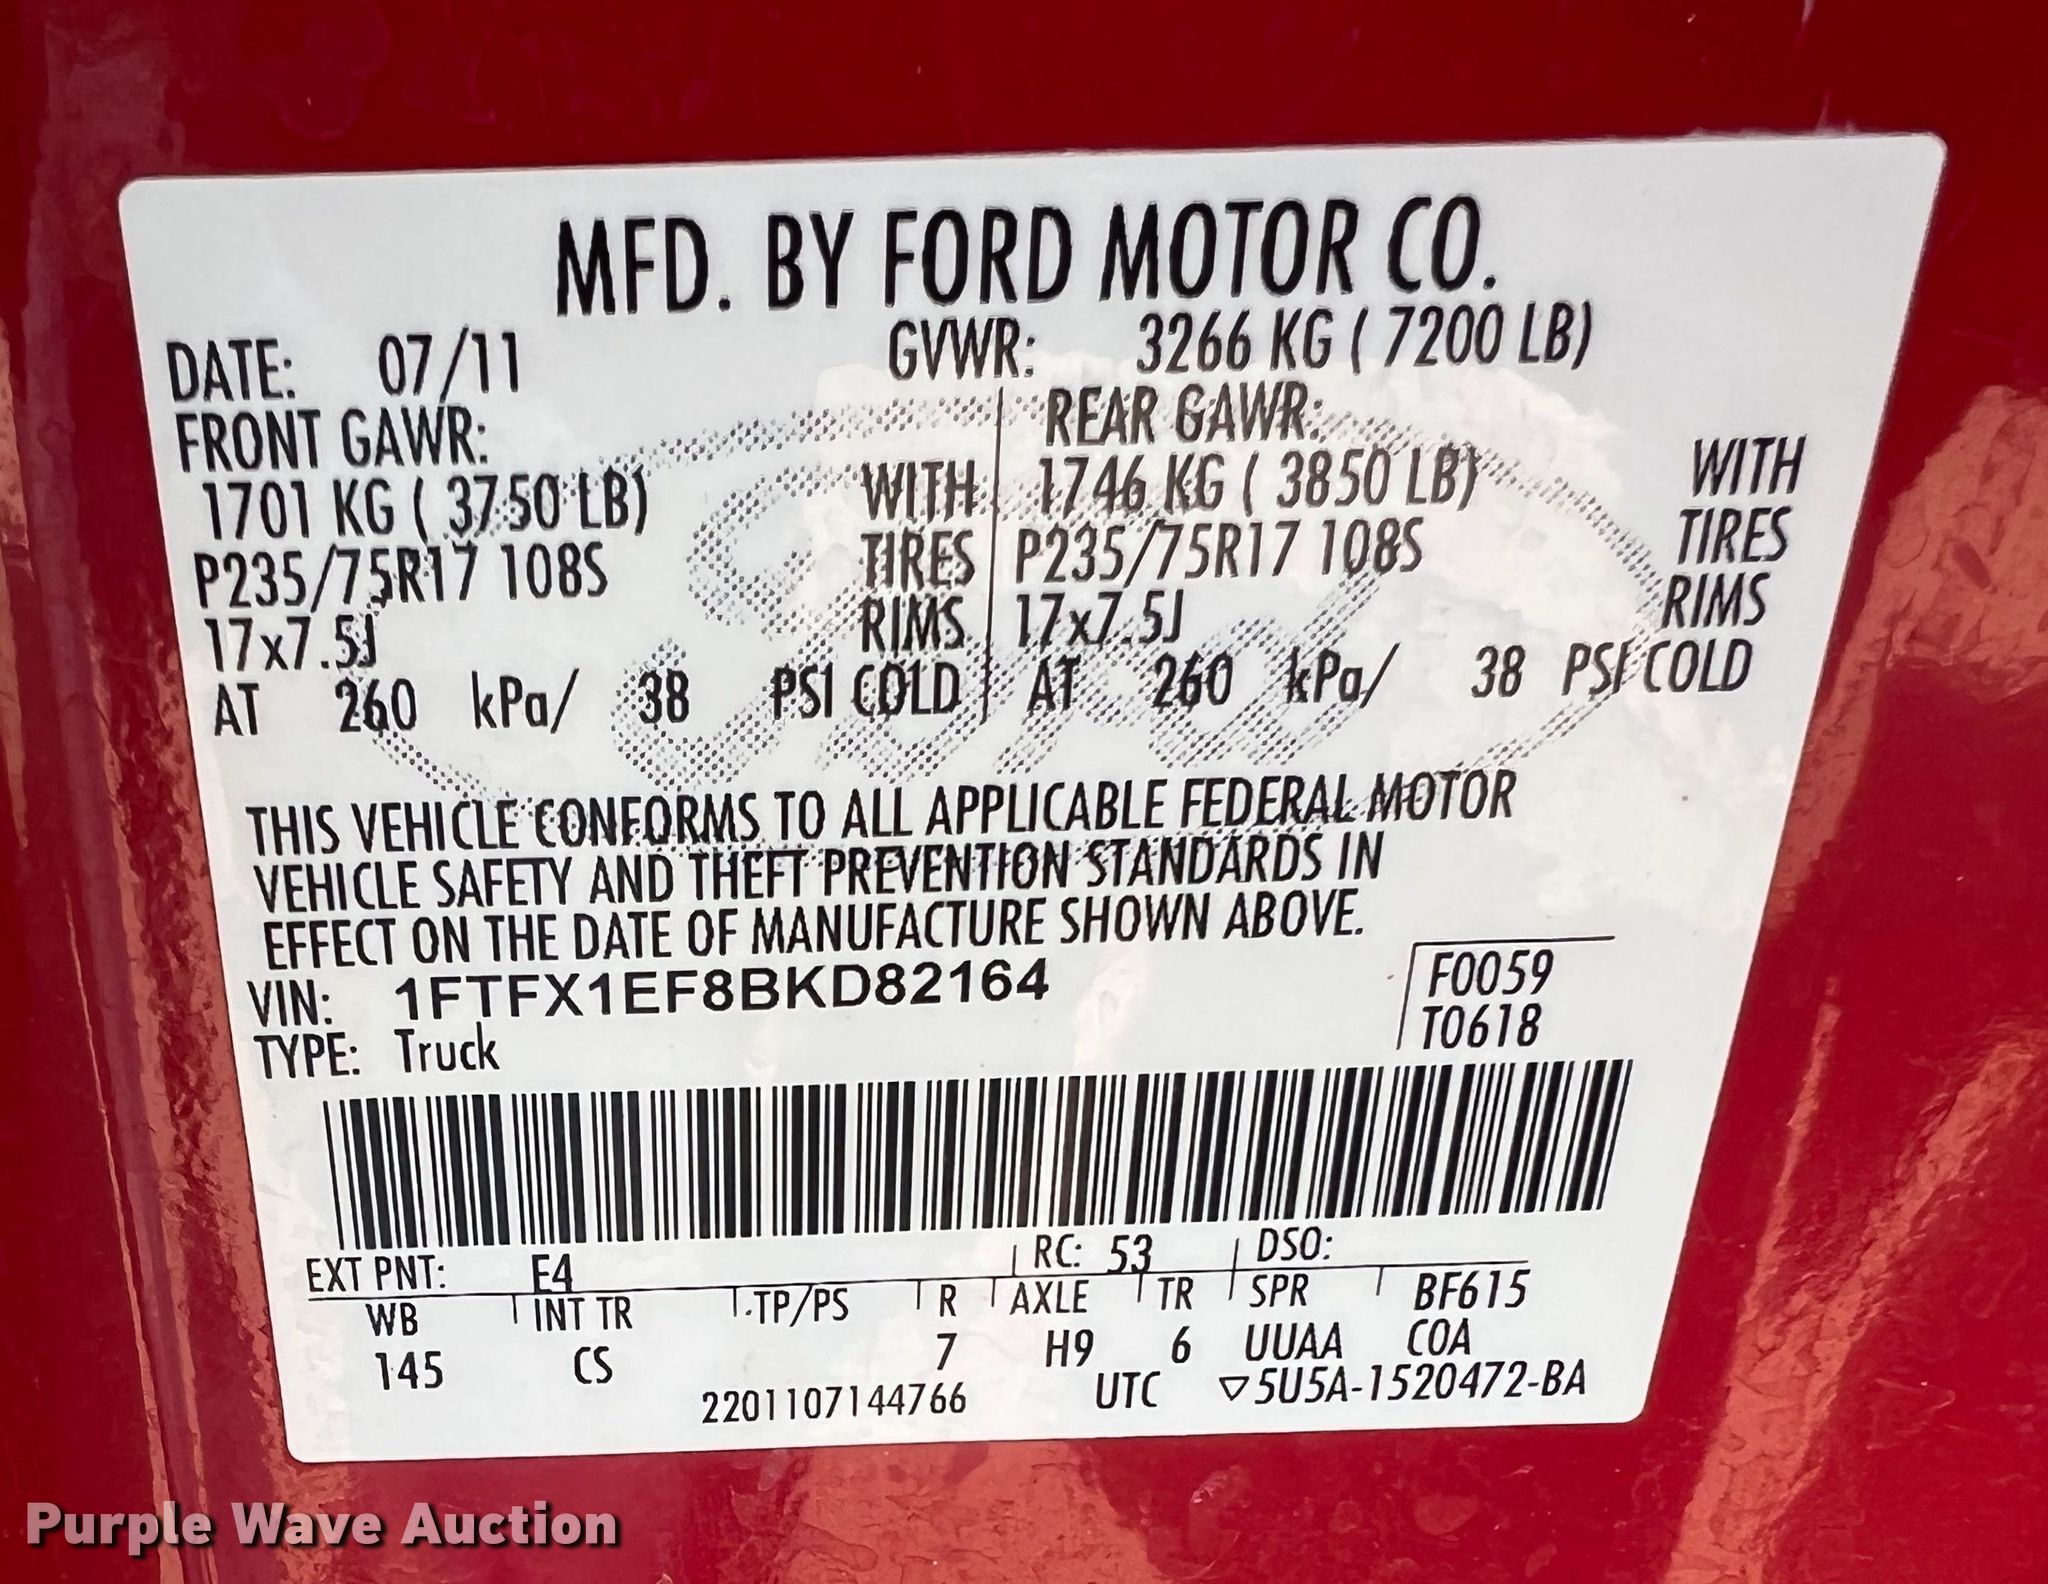 MFD. BY FORD MOTOR CO.
DATE: 07/11 GVWR: 3266 KG ( 7200 LB)
FRONT GAWR: REAR GAWR:
1701 KG ( 3750 LB) WITH 1746 KG ( 3850 LB) WITH
P235/75R17 108S TIRES P235/75R17 108S TIRES
17x7.5J RIMS 17x7.5J RIMS
AT 260 kPa/ 38 PSI COLD AT 260 kPa/ 38 PSI COLD
THIS VEHICLE CONFORMS TO ALL APPLICABLE FEDERAL MOTOR
VEHICLE SAFETY AND THEFT PREVENTION STANDARDS IN
EFFECT ON THE DATE OF MANUFACTURE SHOWN ABOVE.
VIN: 1FTFX1EF8BKD82164 F0059
TYPE: Truck T0618
EXT PNT: E4 RC: 53 DSO:
WB INT TR TP/PS R AXLE TR SPR BF615
145 CS 7 H9 6 UUAA COA
2201107144766 UTC ▽5U5A-1520472-BA
Ford
Purple Wave Auction